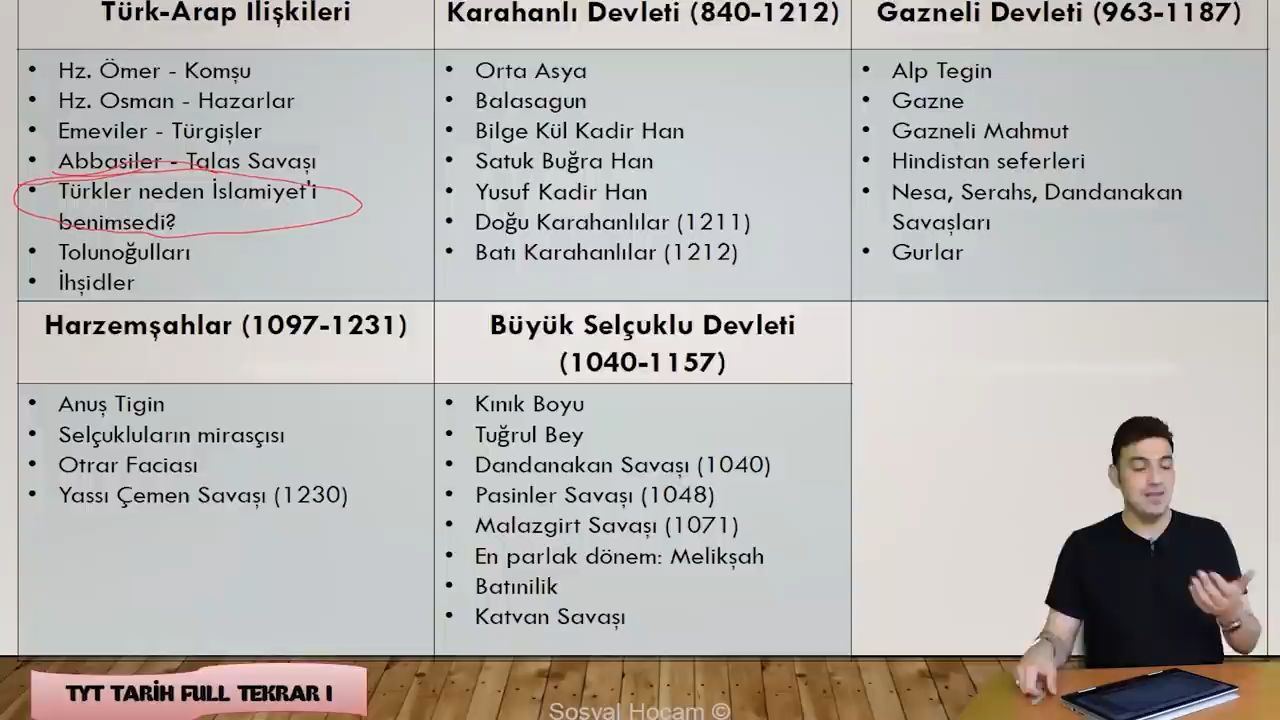 Türk-Arap İlişkileri
Hz. Ömer - Komşu
Hz. Osman - Hazarlar
Emeviler - Türgişler
Abbasiler - Talas Savaşı
Türkler neden İslamiyet'i
benimsedi?
Tolunoğulları
İhşidler
Karahanlı Devleti (840-1212)
Orta Asya
Balasagun
Bilge Kül Kadir Han
Satuk Buğra Han
Yusuf Kadir Han
Doğu Karahanlılar (1211)
Batı Karahanlılar (1212)
Gazneli Devleti (963-1187)
Alp Tegin
Gazne
Gazneli Mahmut
Hindistan seferleri
Nesa, Serahs, Dandanakan
Savaşları
Gurlar
Harzemşahlar (1097-1231)
Anuş Tigin
Selçukluların mirasçısı
Otrar Faciası
Yassı Çemen Savaşı (1230)
Büyük Selçuklu Devleti
(1040-1157)
Kınık Boyu
Tuğrul Bey
Dandanakan Savaşı (1040)
Pasinler Savaşı (1048)
Malazgirt Savaşı (1071)
En parlak dönem: Melikşah
Batınilik
Katvan Savaşı
TYT TARİH FULL TEKRAR I
Sosyal Hocam ©